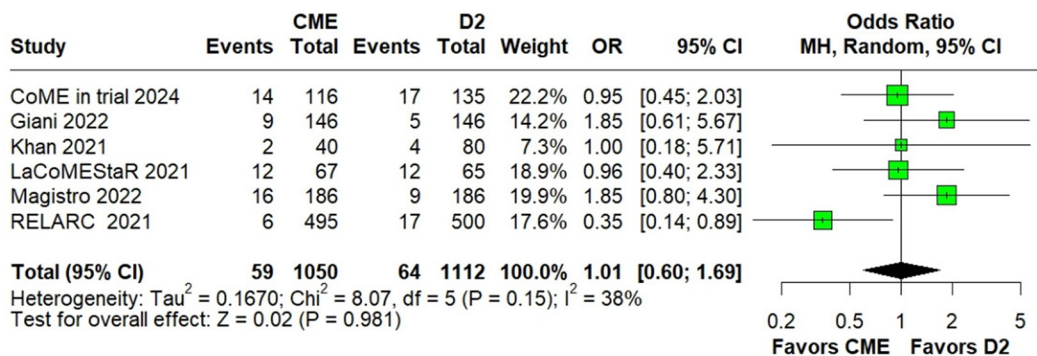 CME D2 Odds Ratio
Study Events Total Events Total Weight OR 95% CI MH, Random, 95% CI
CoME in trial 2024 14 116 17 135 22.2% 0.95 [0.45; 2.03]
Giani 2022 9 146 5 146 14.2% 1.85 [0.61; 5.67]
Khan 2021 2 40 4 80 7.3% 1.00 [0.18; 5.71]
LaCoMEStaR 2021 12 67 12 65 18.9% 0.96 [0.40; 2.33]
Magistro 2022 16 186 9 186 19.9% 1.85 [0.80; 4.30]
RELARC 2021 6 495 17 500 17.6% 0.35 [0.14; 0.89]
Total (95% CI) 59 1050 64 1112 100.0% 1.01 [0.60; 1.69]
Heterogeneity: Tau² = 0.1670; Chi² = 8.07, df = 5 (P = 0.15); I² = 38%
Test for overall effect: Z = 0.02 (P = 0.981)
0.2 0.5 1 2 5
Favors CME Favors D2